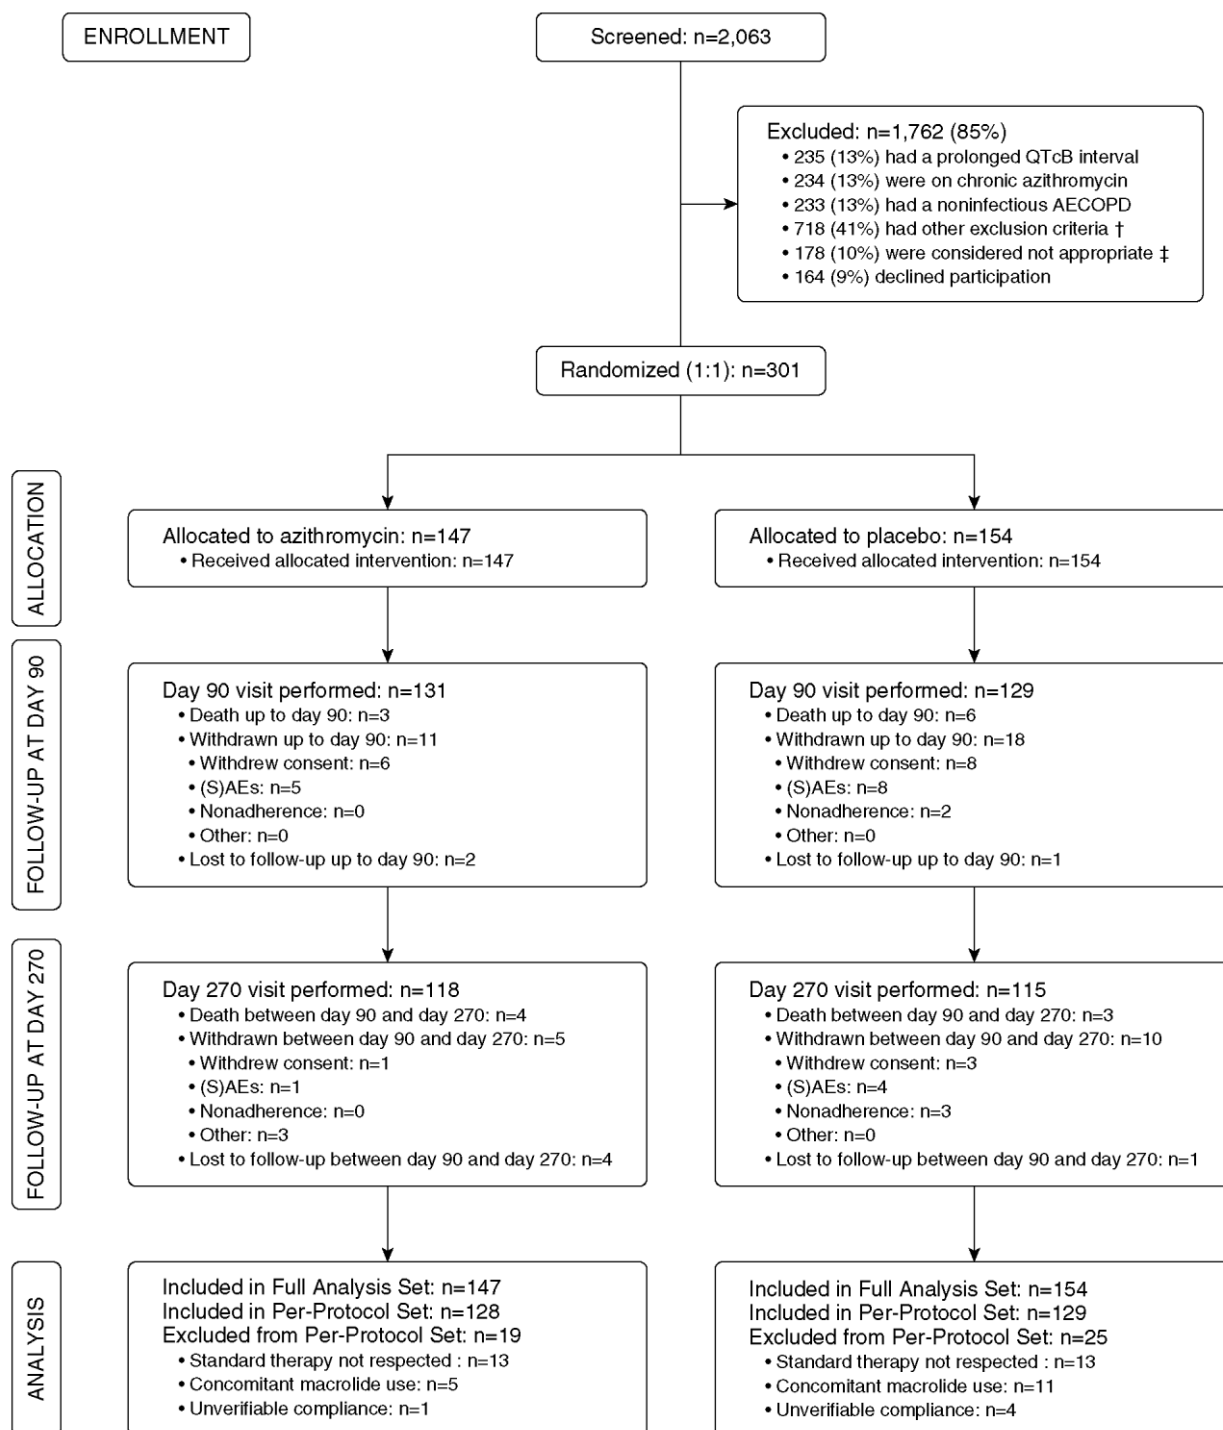 ENROLLMENT
Screened: n=2,063
Excluded: n=1,762 (85%)
• 235 (13%) had a prolonged QTcB interval
• 234 (13%) were on chronic azithromycin
• 233 (13%) had a noninfectious AECOPD
• 718 (41%) had other exclusion criteria †
• 178 (10%) were considered not appropriate ‡
• 164 (9%) declined participation
Randomized (1:1): n=301
ALLOCATION
Allocated to azithromycin: n=147
• Received allocated intervention: n=147
Allocated to placebo: n=154
• Received allocated intervention: n=154
FOLLOW-UP AT DAY 90
Day 90 visit performed: n=131
• Death up to day 90: n=3
• Withdrawn up to day 90: n=11
• Withdrew consent: n=6
• (S)AEs: n=5
• Nonadherence: n=0
• Other: n=0
• Lost to follow-up up to day 90: n=2
Day 90 visit performed: n=129
• Death up to day 90: n=6
• Withdrawn up to day 90: n=18
• Withdrew consent: n=8
• (S)AEs: n=8
• Nonadherence: n=2
• Other: n=0
• Lost to follow-up up to day 90: n=1
FOLLOW-UP AT DAY 270
Day 270 visit performed: n=118
• Death between day 90 and day 270: n=4
• Withdrawn between day 90 and day 270: n=5
• Withdrew consent: n=1
• (S)AEs: n=1
• Nonadherence: n=0
• Other: n=3
• Lost to follow-up between day 90 and day 270: n=4
Day 270 visit performed: n=115
• Death between day 90 and day 270: n=3
• Withdrawn between day 90 and day 270: n=10
• Withdrew consent: n=3
• (S)AEs: n=4
• Nonadherence: n=3
• Other: n=0
• Lost to follow-up between day 90 and day 270: n=1
ANALYSIS
Included in Full Analysis Set: n=147
Included in Per-Protocol Set: n=128
Excluded from Per-Protocol Set: n=19
• Standard therapy not respected : n=13
• Concomitant macrolide use: n=5
• Unverifiable compliance: n=1
Included in Full Analysis Set: n=154
Included in Per-Protocol Set: n=129
Excluded from Per-Protocol Set: n=25
• Standard therapy not respected : n=13
• Concomitant macrolide use: n=11
• Unverifiable compliance: n=4